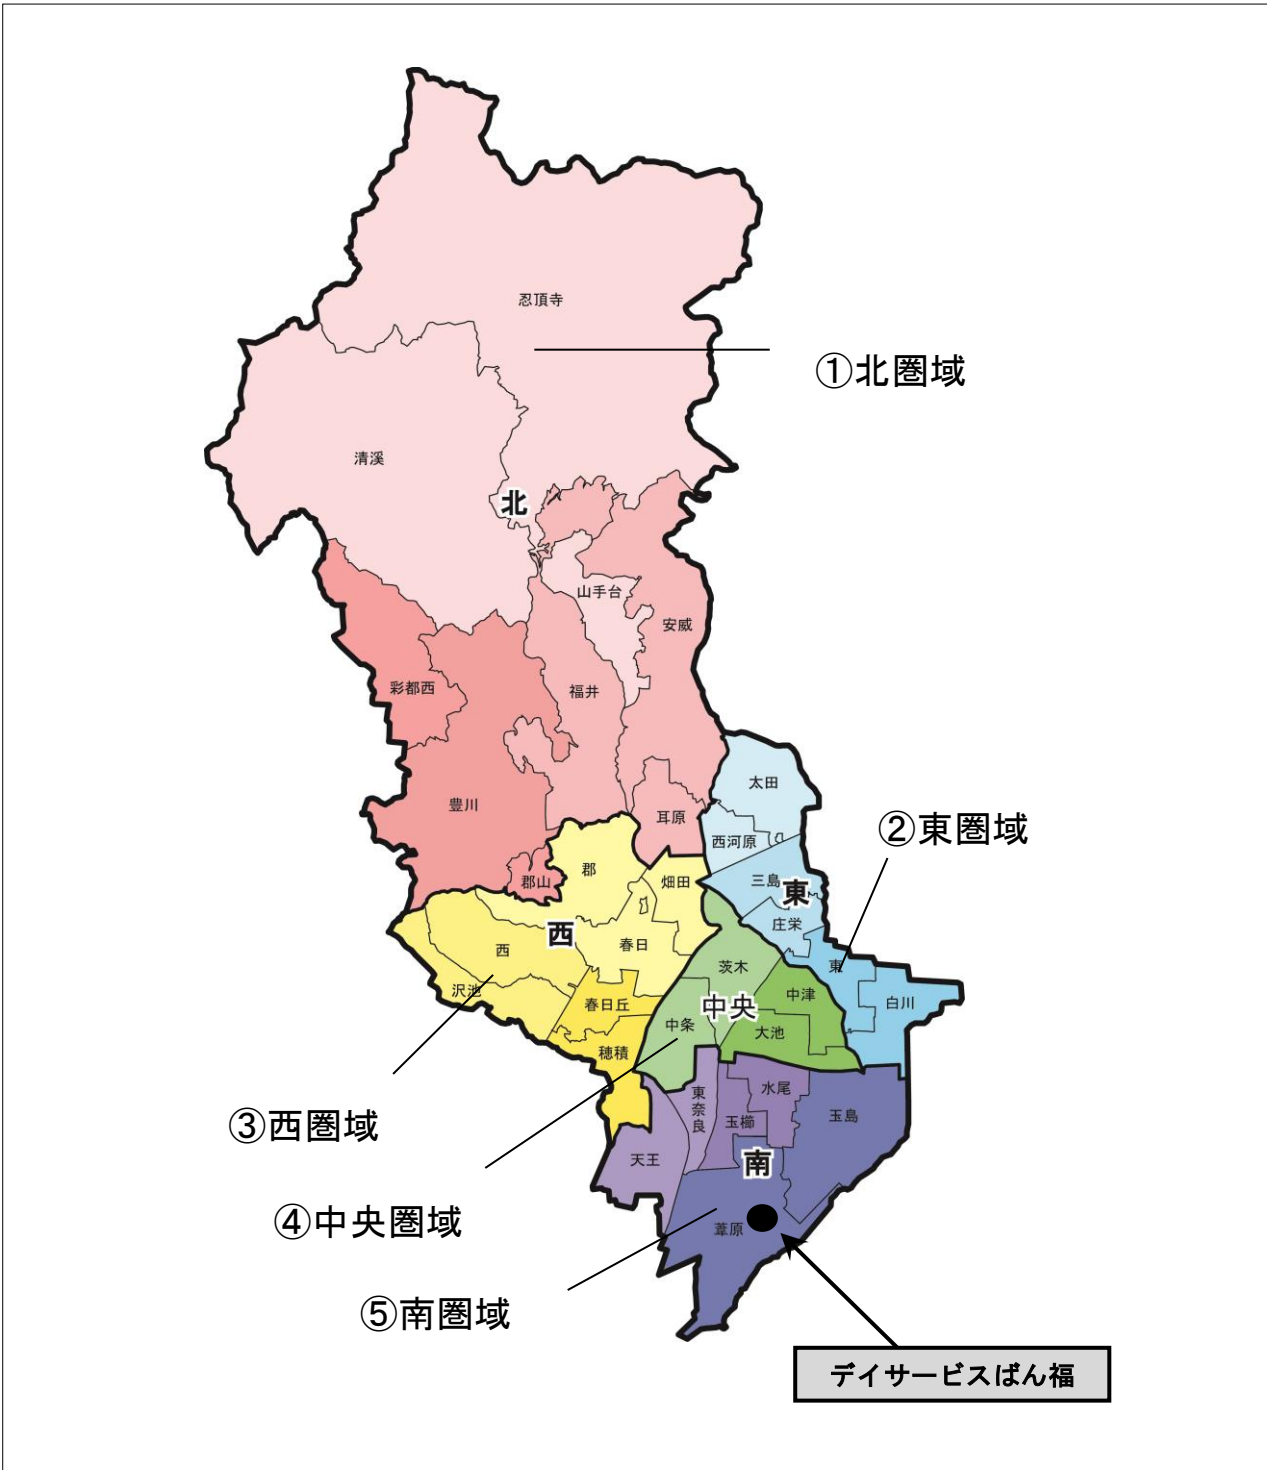 忍頂寺
①北圏域
清溪
北
山手台
安威
彩都西
福井
太田
豊川
耳原
②東圏域
西河原
郡
郡山
畑田
三島
東
庄栄
西
西
春日
茨木
東
沢池
春日丘
中央
中津
白川
中条
大池
穂積
水尾
東奈良
玉櫛
玉島
③西圏域
天王
南
④中央圏域
葦原
⑤南圏域
デイサービスばん福